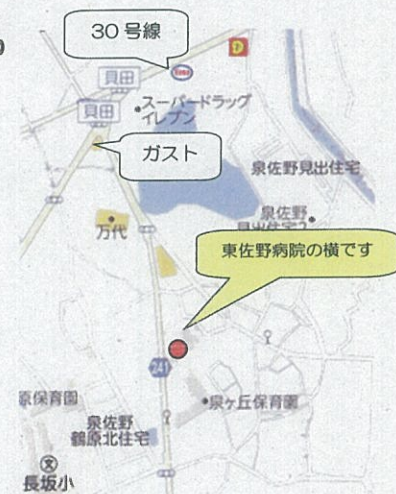 30号線
貝田
貝田
スーパードラッグ
イレブン
ガスト
泉佐野見出住宅
泉佐野
見出住宅2
万代
東佐野病院の横です
241
原保育園
泉ヶ丘保育園
泉佐野
鶴原北住宅
文
長坂小